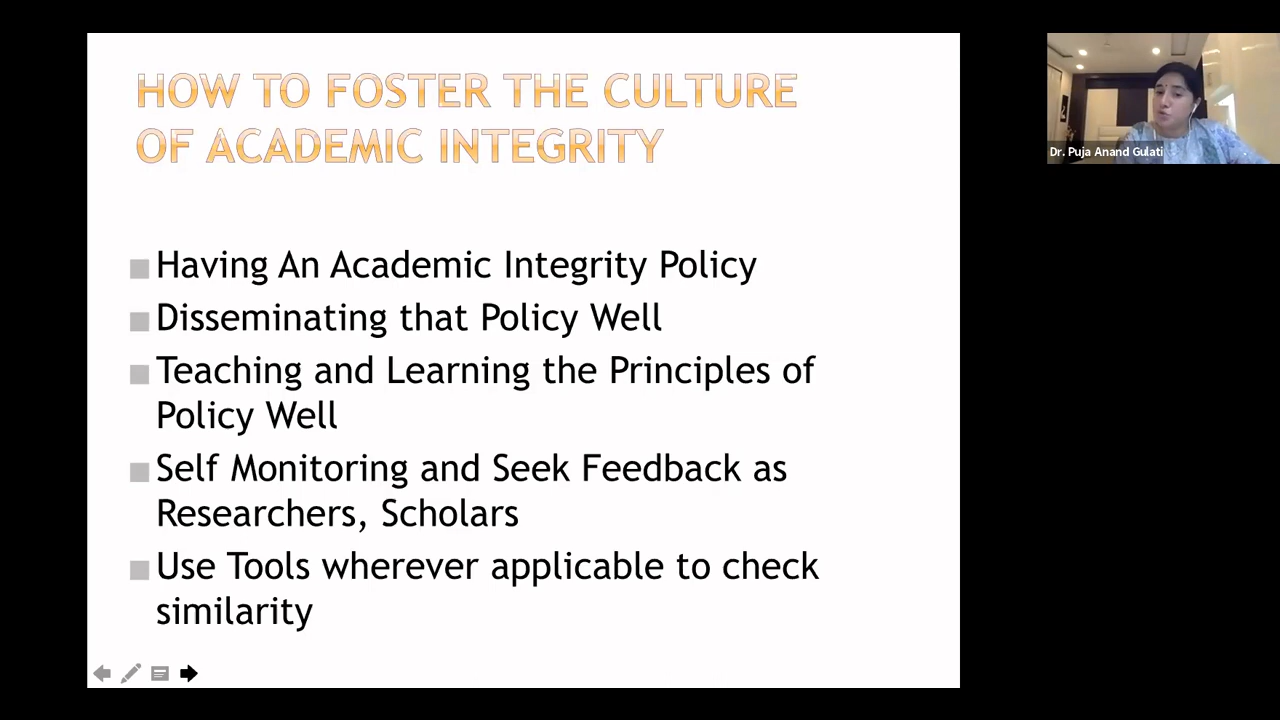 HOW TO FOSTER THE CULTURE
OF ACADEMIC INTEGRITY
Having An Academic Integrity Policy
Disseminating that Policy Well
Teaching and Learning the Principles of
Policy Well
Self Monitoring and Seek Feedback as
Researchers, Scholars
Use Tools wherever applicable to check
similarity
Dr. Puja Anand Gulati